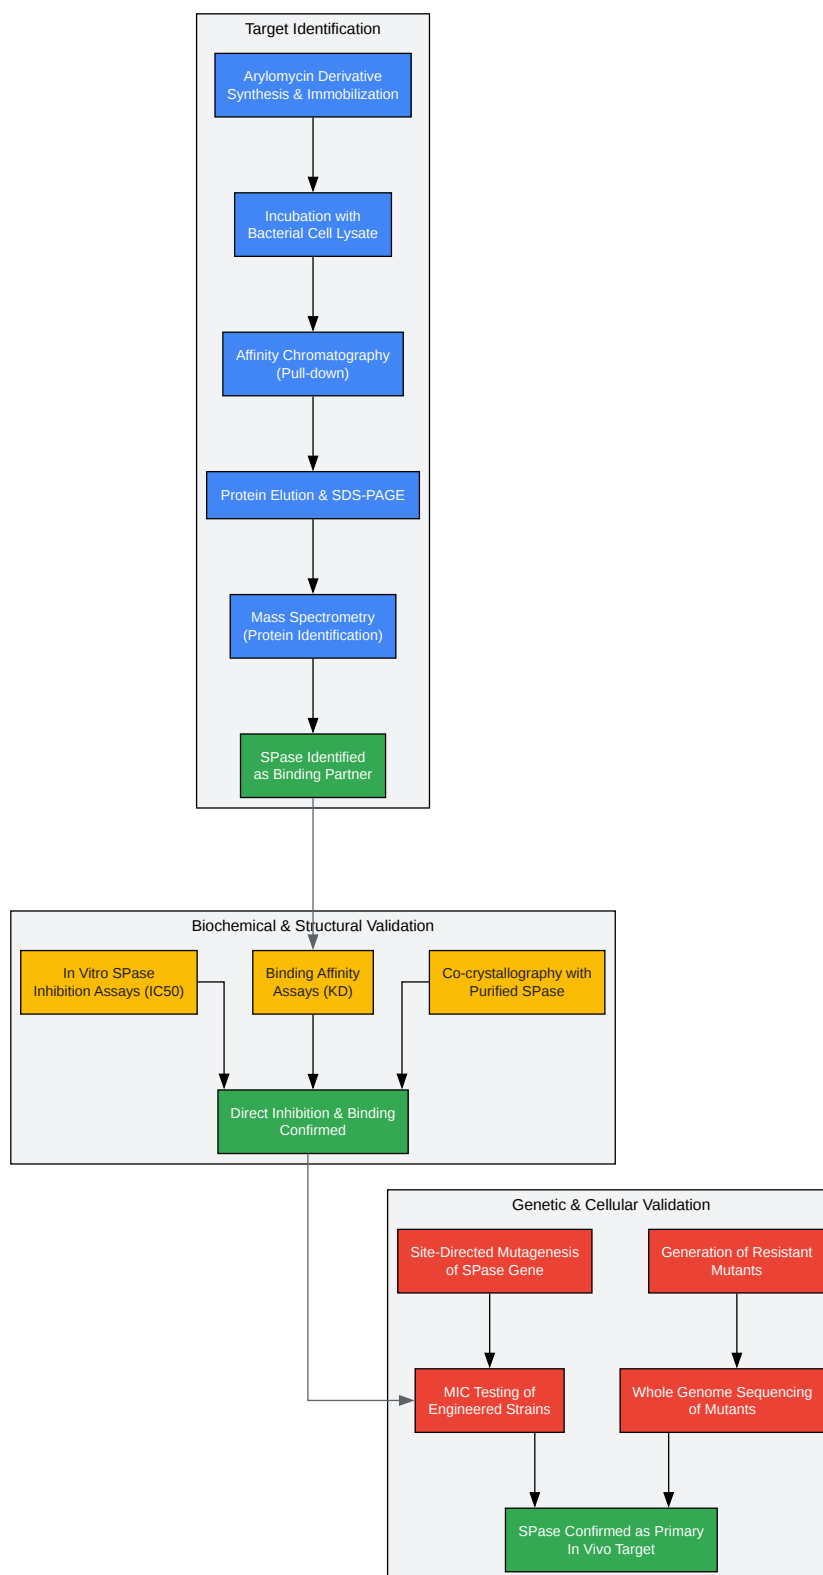 Target Identification
Arylomycin Derivative
Synthesis & Immobilization
Incubation with
Bacterial Cell Lysate
Affinity Chromatography
(Pull-down)
Protein Elution & SDS-PAGE
Mass Spectrometry
(Protein Identification)
SPase Identified
as Binding Partner
Biochemical & Structural Validation
In Vitro SPase
Inhibition Assays (IC50)
Binding Affinity
Assays (KD)
Co-crystallography with
Purified SPase
Direct Inhibition & Binding
Confirmed
Genetic & Cellular Validation
Site-Directed Mutagenesis
of SPase Gene
Generation of Resistant
Mutants
MIC Testing of
Engineered Strains
Whole Genome Sequencing
of Mutants
SPase Confirmed as Primary
In Vivo Target